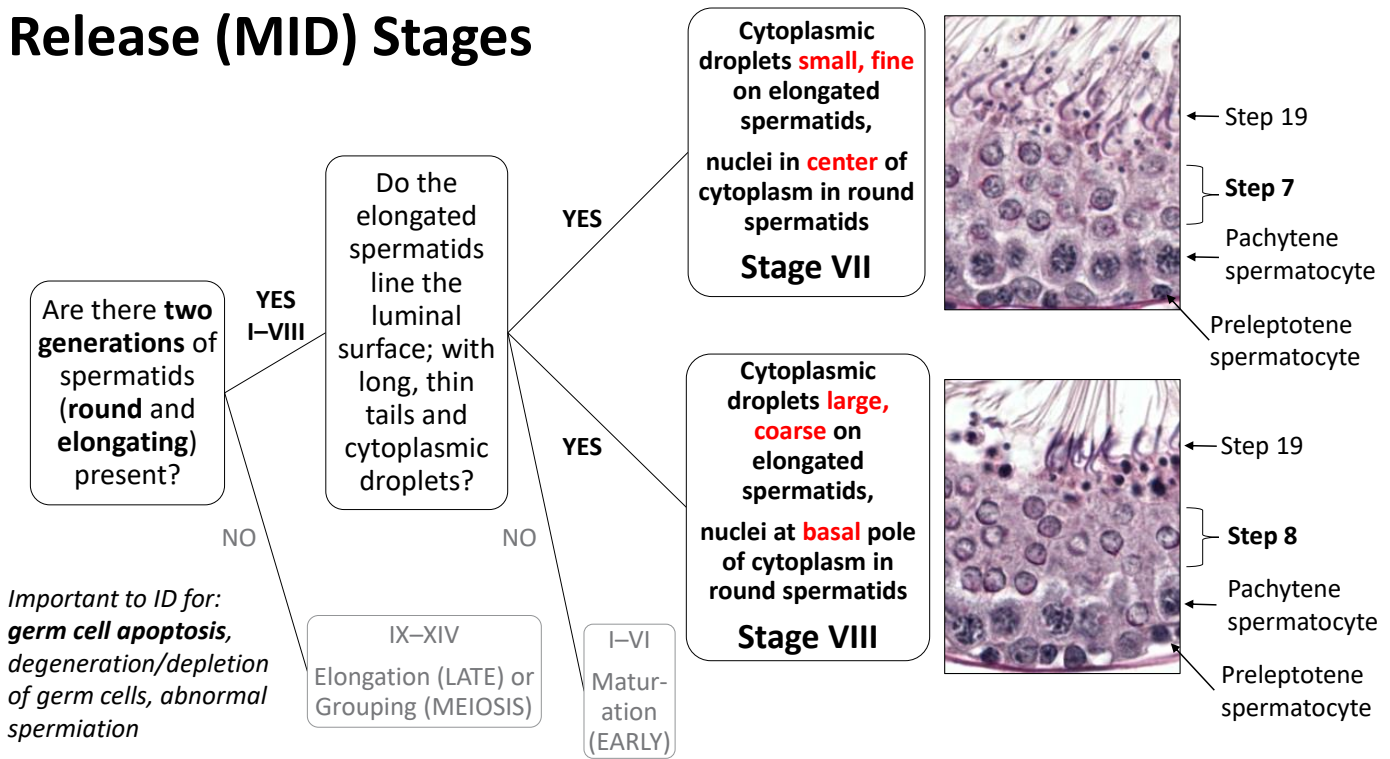 Release (MID) Stages
Are there two
generations of
spermatids
(round and
elongating)
present?
YES
I–VIII
NO
Do the
elongated
spermatids
line the
luminal
surface; with
long, thin
tails and
cytoplasmic
droplets?
YES
YES
NO
Cytoplasmic
droplets small, fine
on elongated
spermatids,
nuclei in center of
cytoplasm in round
spermatids
Stage VII
Step 19
Step 7
Pachytene
spermatocyte
Preleptotene
spermatocyte
Cytoplasmic
droplets large,
coarse on
elongated
spermatids,
nuclei at basal pole
of cytoplasm in
round spermatids
Stage VIII
Step 19
Step 8
Pachytene
spermatocyte
Preleptotene
spermatocyte
Important to ID for:
germ cell apoptosis,
degeneration/depletion
of germ cells, abnormal
spermiation
IX–XIV
Elongation (LATE) or
Grouping (MEIOSIS)
I–VI
Matur-
ation
(EARLY)